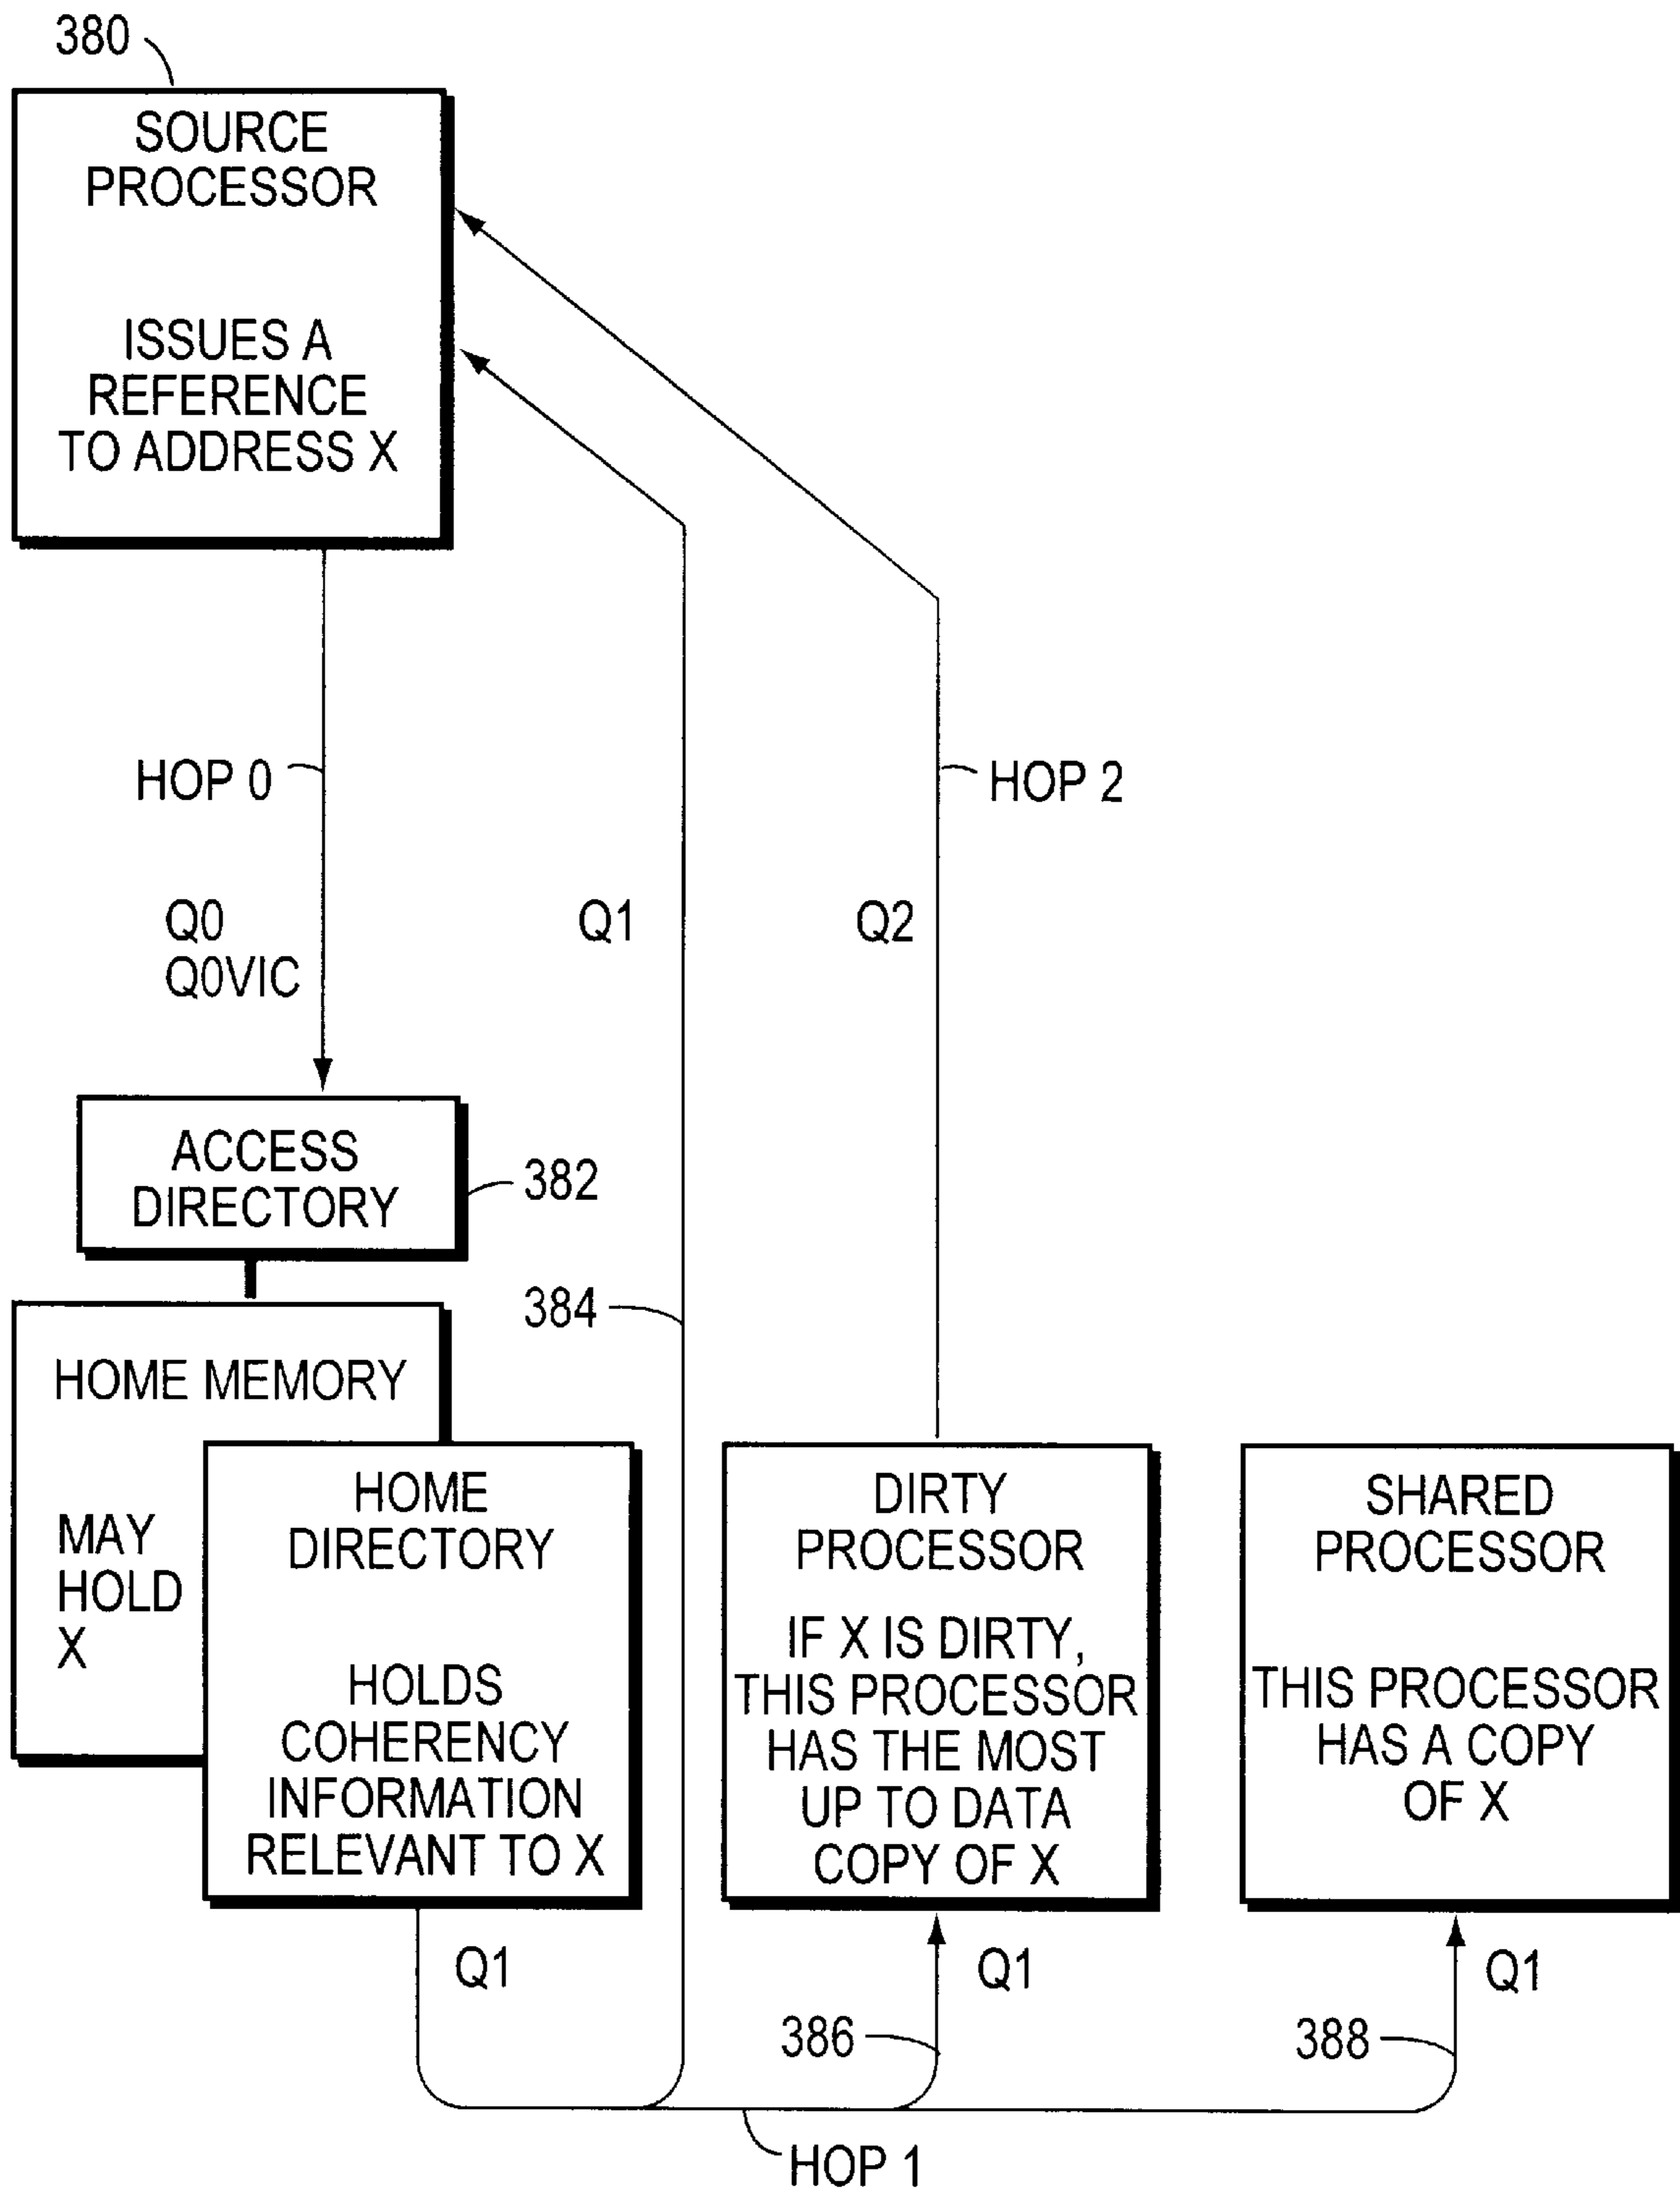 380
SOURCE
PROCESSOR
ISSUES A
REFERENCE
TO ADDRESS X
HOP 0
HOP 2
Q0
Q0VIC
Q1
Q2
ACCESS
DIRECTORY
382
384
HOME MEMORY
MAY
HOLD
X
HOME
DIRECTORY
HOLDS
COHERENCY
INFORMATION
RELEVANT TO X
DIRTY
PROCESSOR
IF X IS DIRTY,
THIS PROCESSOR
HAS THE MOST
UP TO DATA
COPY OF X
SHARED
PROCESSOR
THIS PROCESSOR
HAS A COPY
OF X
Q1
Q1
Q1
386
388
HOP 1